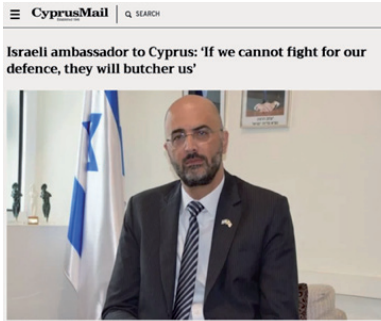 CyprusMail
SEARCH
Israeli ambassador to Cyprus: ‘If we cannot fight for our
defence, they will butcher us’